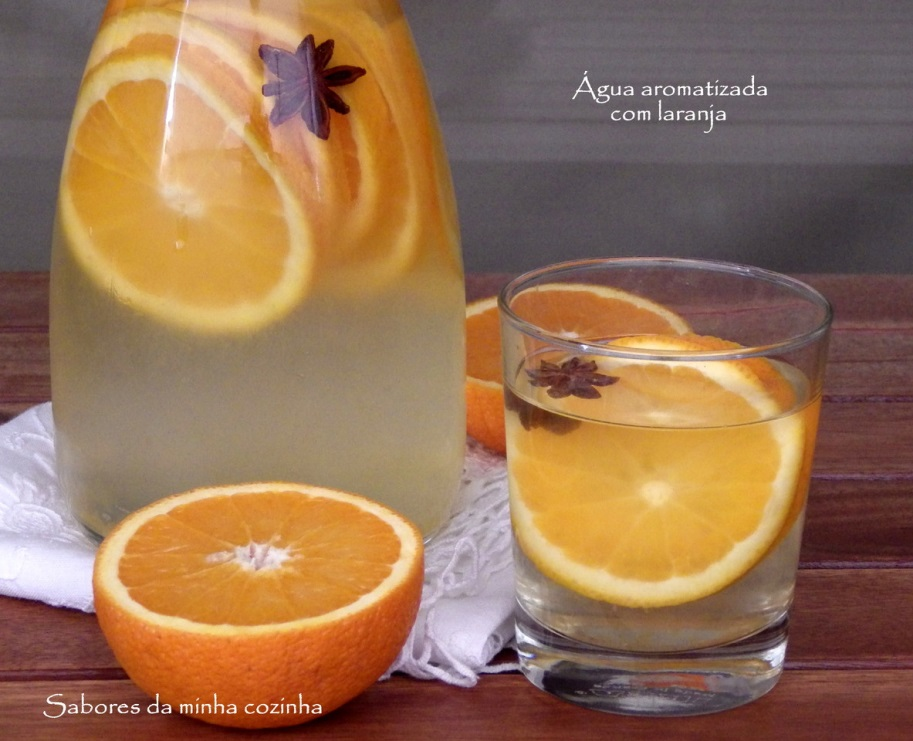 Água aromatizada
com laranja
Sabores da minha cozinha